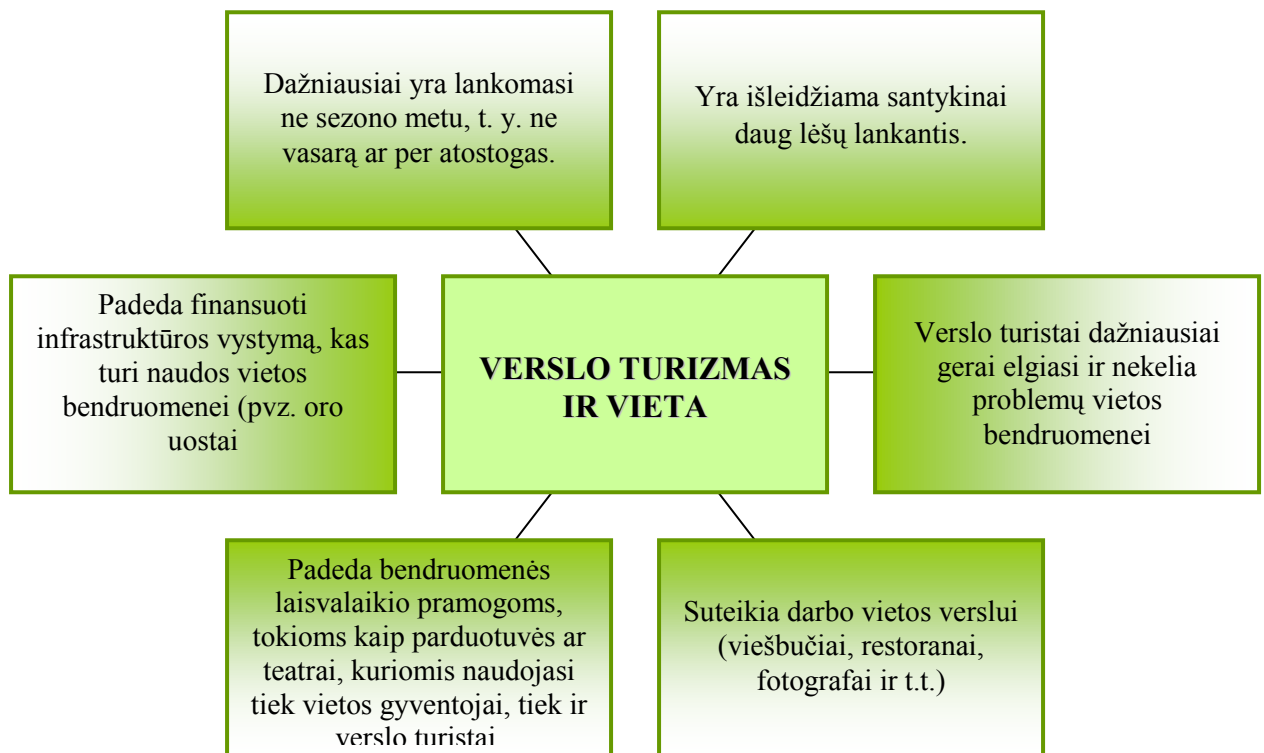 Dažniausiai yra lankomasi
ne sezono metu, t. y. ne
vasarą ar per atostogas.
Yra išleidžiama santykinai
daug lėšų lankantis.
Padeda finansuoti
infrastruktūros vystymą, kas
turi naudos vietos
bendruomenei (pvz. oro
uostai
VERSLO TURIZMAS
IR VIETA
Verslo turistai dažniausiai
gerai elgiasi ir nekelia
problemų vietos
bendruomenei
Padeda bendruomenės
laisvalaikio pramogoms,
tokioms kaip parduotuvės ar
teatrai, kuriomis naudojasi
tiek vietos gyventojai, tiek ir
verslo turistai
Suteikia darbo vietos verslui
(viešbučiai, restoranai,
fotografai ir t.t.)